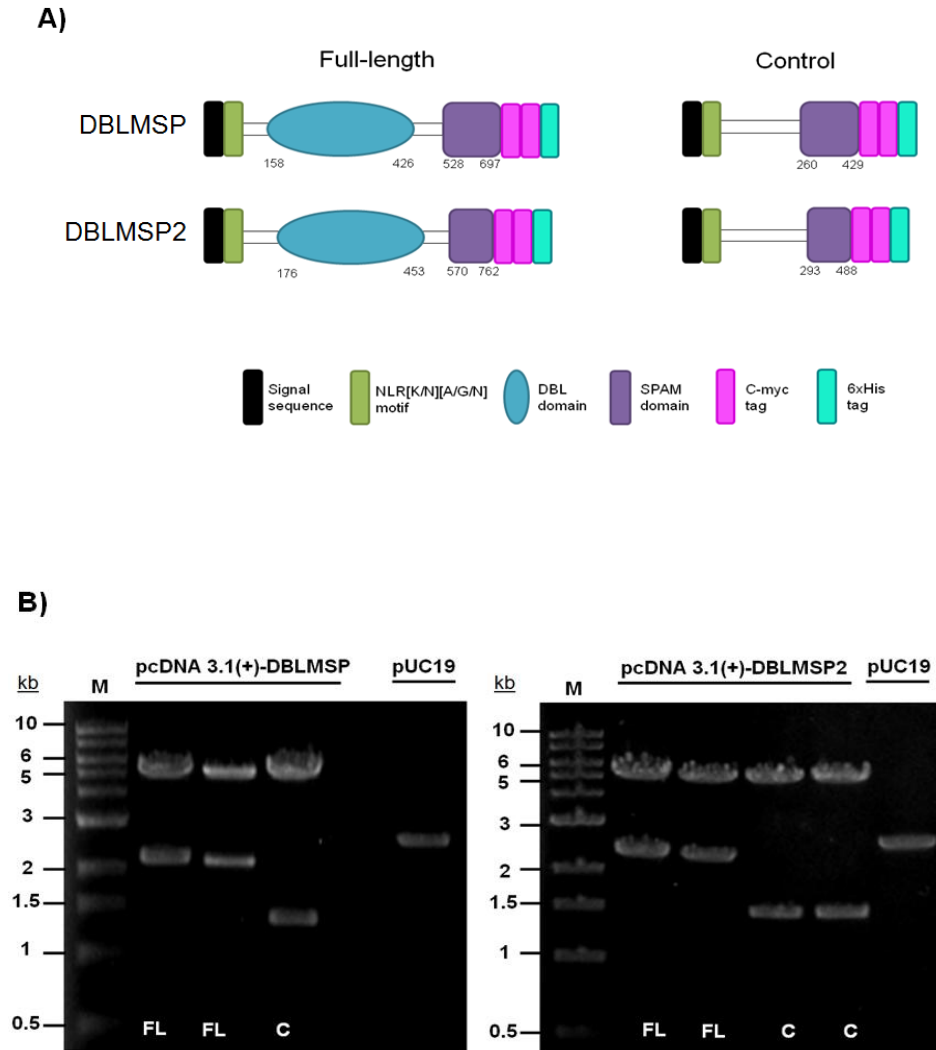 A)
Full-length Control
DBLMSP
158 426 528 697 260 429
DBLMSP2
176 453 570 762 293 488
Signal sequence
NLR[K/N][A/G/N] motif
DBL domain
SPAM domain
C-myc tag
6xHis tag
B)
pcDNA 3.1(+)-DBLMSP pUC19
kb M
10
6
5
3
2
1.5
1
0.5
FL FL C
pcDNA 3.1(+)-DBLMSP2 pUC19
kb M
10
6
5
3
2
1.5
1
0.5
FL FL C C